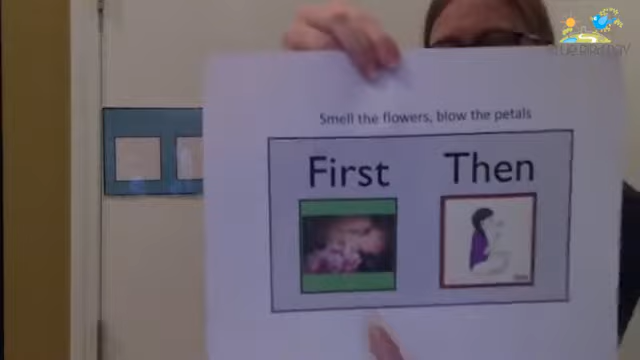 Smell the flowers, blow the petals
First Then